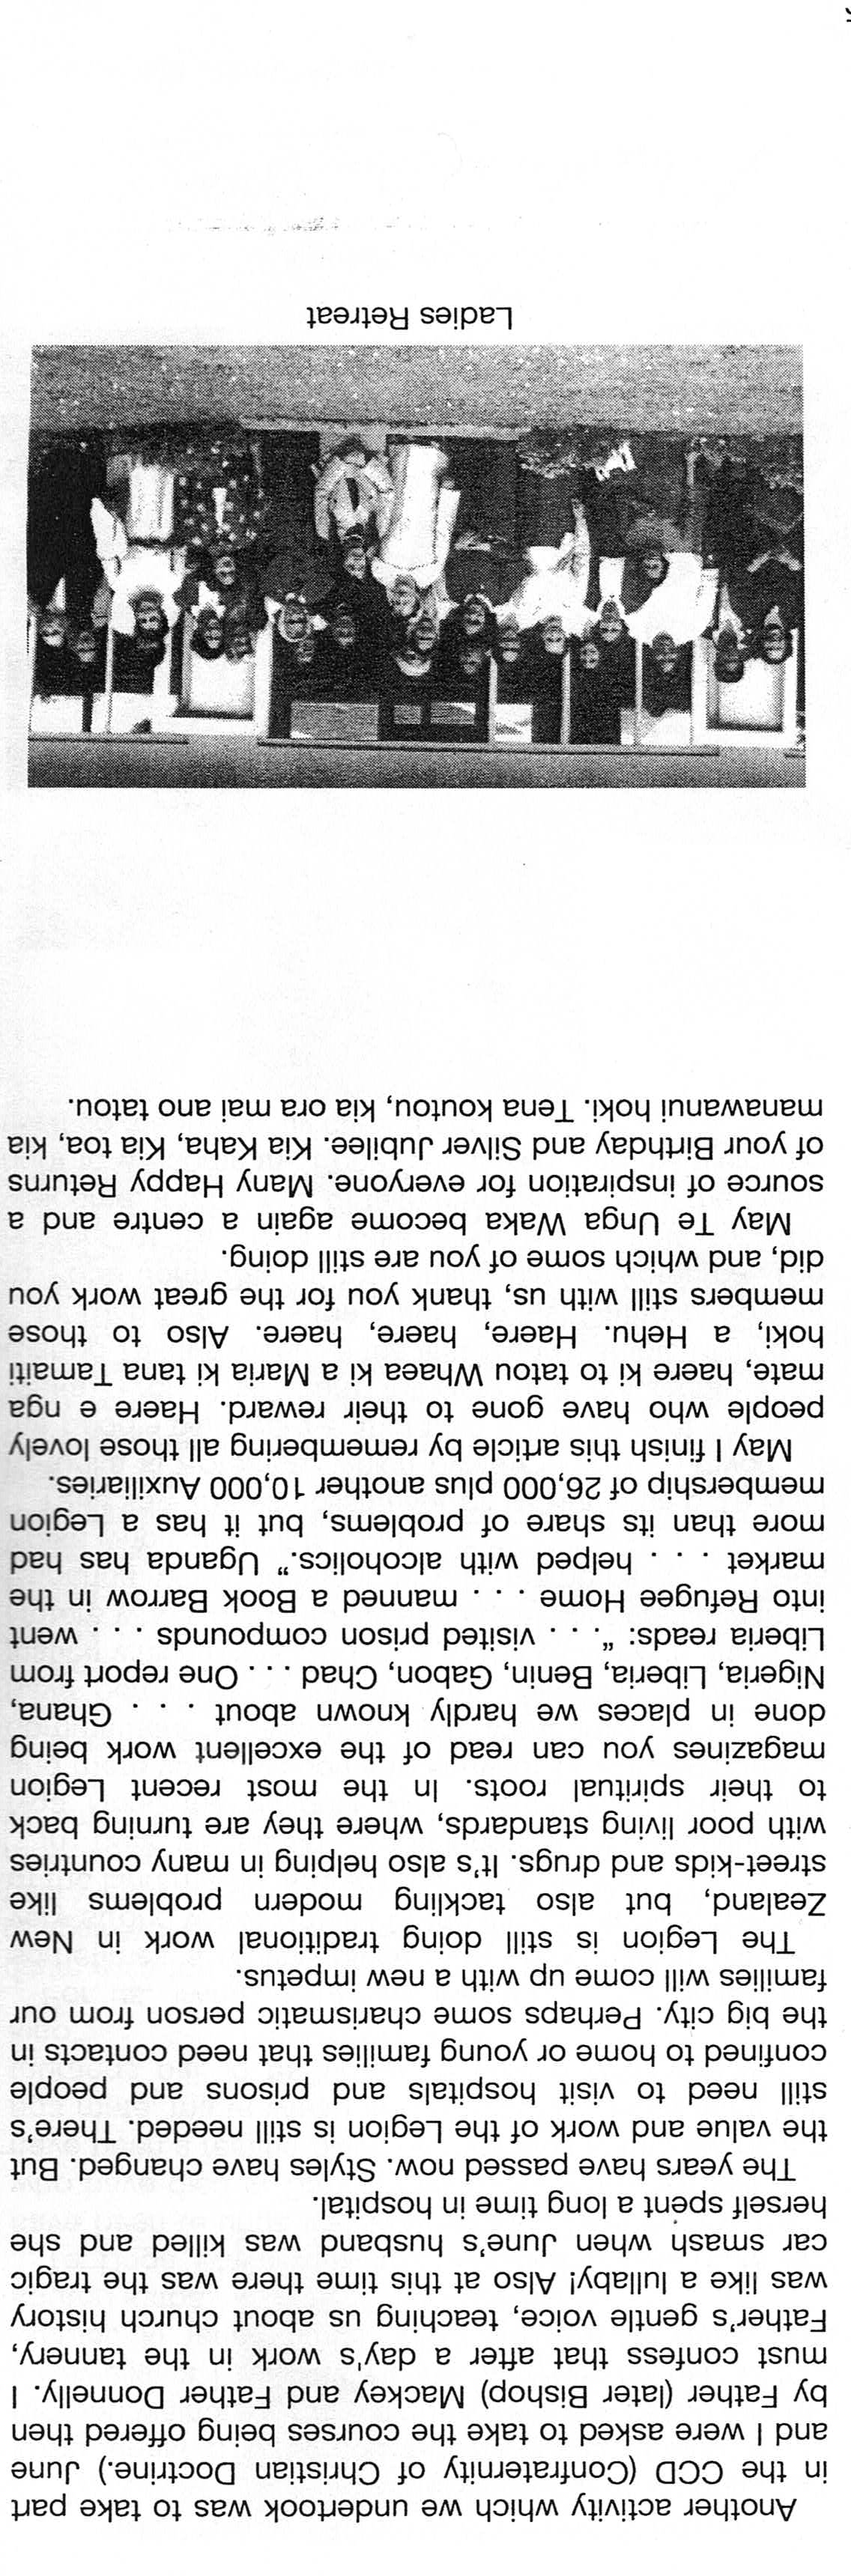 Another activity which we undertook was to take part
in the CCD (Confraternity of Christian Doctrine.) June
and I were asked to take the courses being offered then
by Father (later Bishop) Mackey and Father Donnelly. I
must confess that after a day's work in the tannery,
Father's gentle voice, teaching us about church history
was like a lullaby! Also at this time there was the tragic
car smash when June's husband was killed and she
herself spent a long time in hospital.
The years have passed now. Styles have changed. But
the value and work of the Legion is still needed. There's
still need to visit hospitals and prisons and people
confined to home or young families that need contacts in
the big city. Perhaps some charismatic person from our
families will come up with a new impetus.
The Legion is still doing traditional work in New
Zealand, but also tackling modern problems like
street-kids and drugs. It's also helping in many countries
with poor living standards, where they are turning back
to their spiritual roots. In the most recent Legion
magazines you can read of the excellent work being
done in places we hardly known about . . . Ghana,
Nigeria, Liberia, Benin, Gabon, Chad . . . One report from
Liberia reads: “. . . visited prison compounds . . . went
into Refugee Home . . . manned a Book Barrow in the
market . . . helped with alcoholics.” Uganda has had
more than its share of problems, but it has a Legion
membership of 26,000 plus another 10,000 Auxiliaries.
May I finish this article by remembering all those lovely
people who have gone to their reward. Haere e nga
mate, haere ki to tatou Whaea ki a Maria ki tana Tamaiti
hoki, a Hehu. Haere, haere, haere. Also to those
members still with us, thank you for the great work you
did, and which some of you are still doing.
May Te Unga Waka become again a centre and a
source of inspiration for everyone. Many Happy Returns
of your Birthday and Silver Jubilee. Kia Kaha, Kia toa, kia
manawanui hoki. Tena koutou, kia ora mai ano tatou.
Ladies Retreat